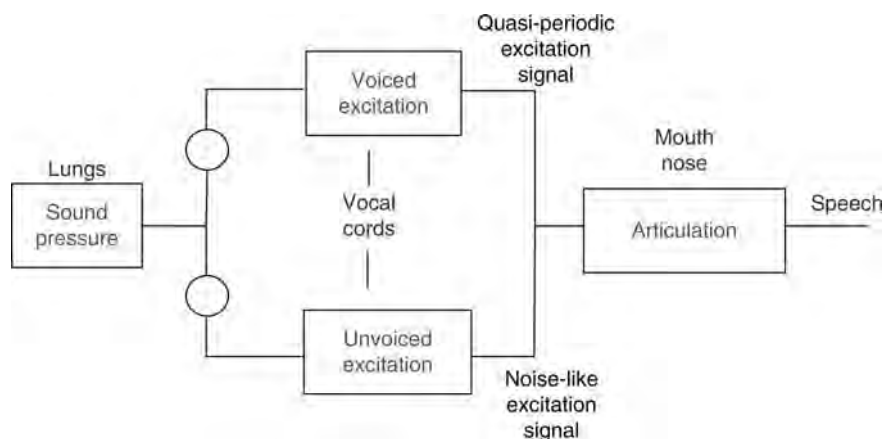 Quasi-periodic
excitation
signal
Voiced
excitation
Mouth
nose
Lungs
Sound
pressure
Vocal
cords
Articulation
Speech
Unvoiced
excitation
Noise-like
excitation
signal